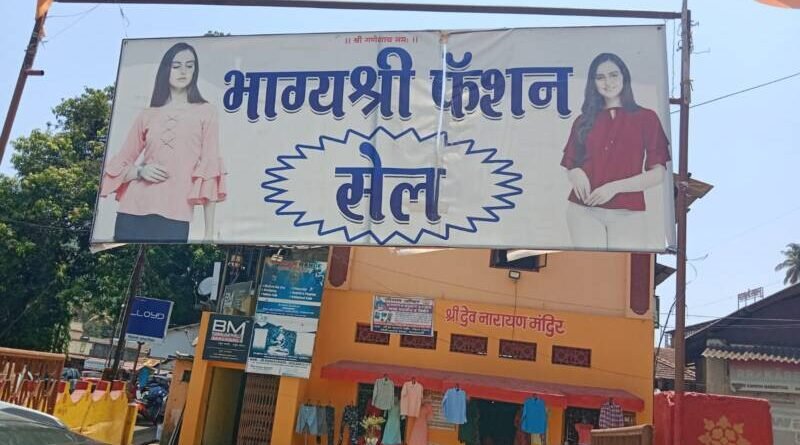 || श्री गणेशाय नमः ||
भाग्यश्री फॅशन
सेल
श्री देव नारायण मंदिर
LLOYD
BM